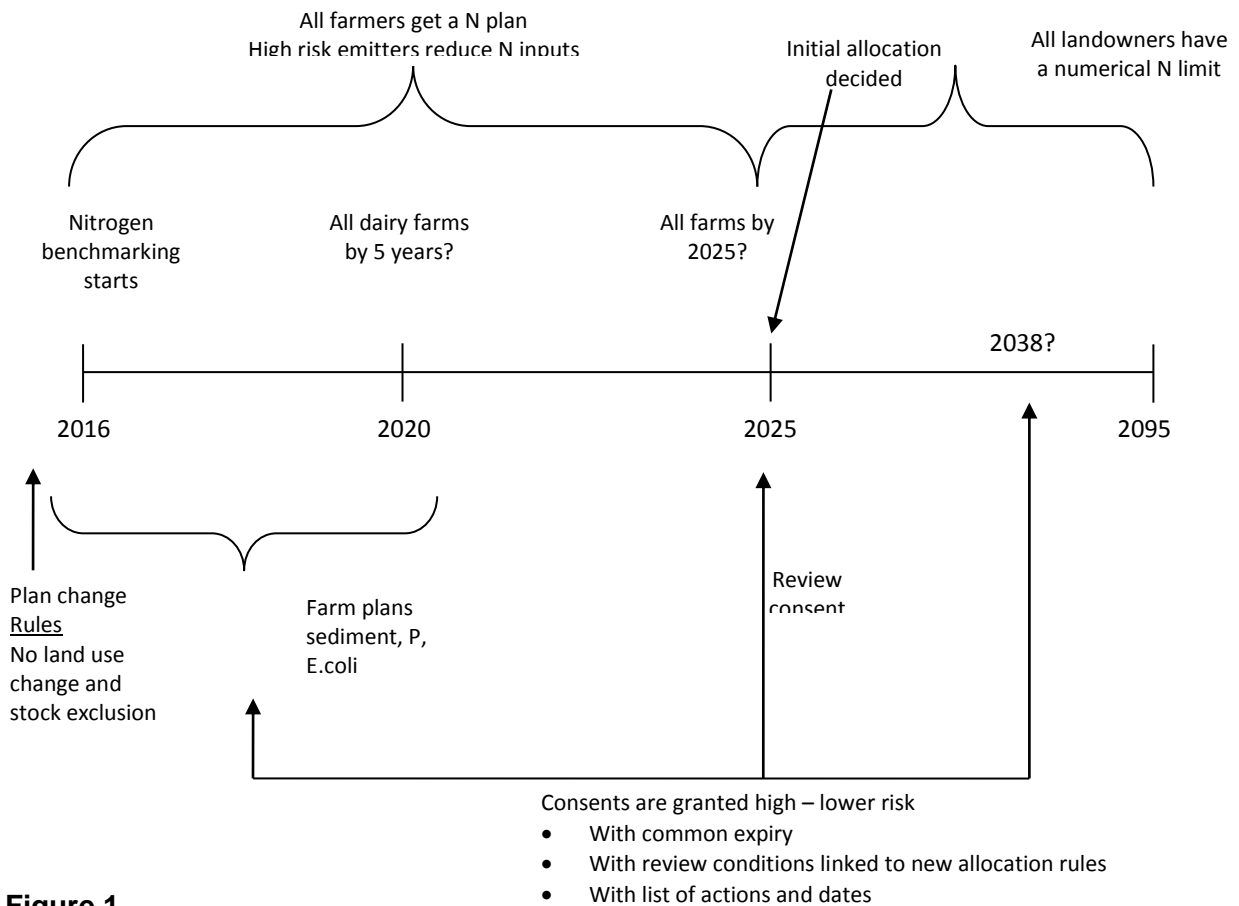 All farmers get a N plan
High risk emitters reduce N inputs
Initial allocation
decided
All landowners have
a numerical N limit
Nitrogen
benchmarking
starts
All dairy farms
by 5 years?
All farms by
2025?
2038?
2016
2020
2025
2095
Plan change
Rules
No land use
change and
stock exclusion
Farm plans
sediment, P,
E.coli
Review
consent
Consents are granted high – lower risk
• With common expiry
• With review conditions linked to new allocation rules
• With list of actions and dates
Figure 1